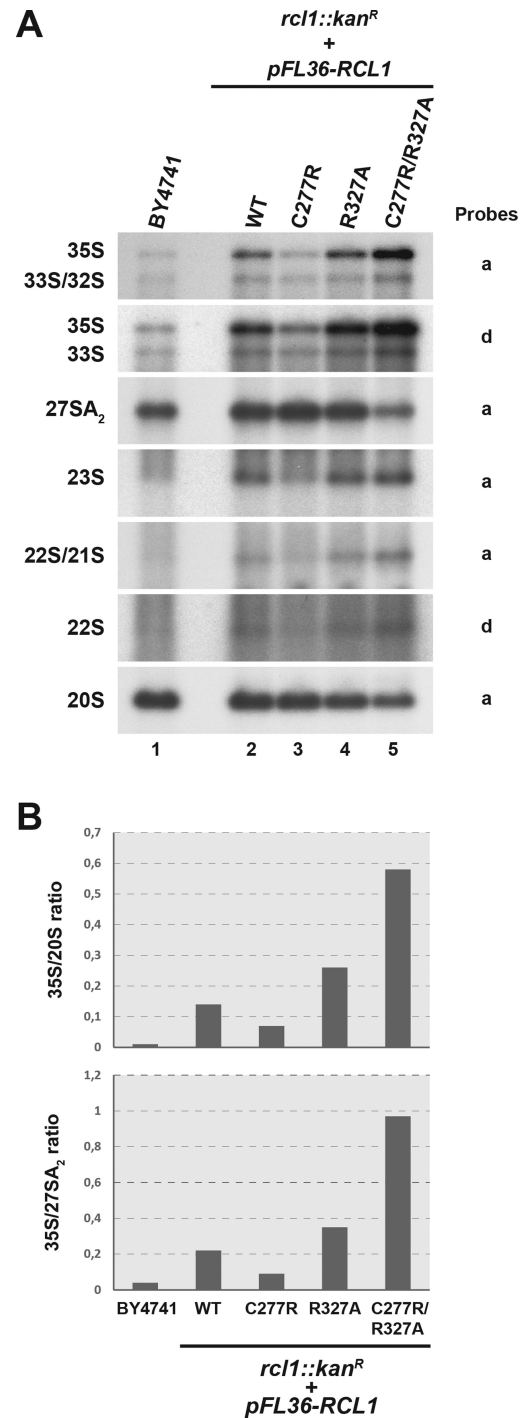 A
rcl1::kanR
+
pFL36-RCL1
BY4741
WT
C277R
R327A
C277R/R327A
Probes
35S
33S/32S
a
35S
33S
d
27SA2
a
23S
a
22S/21S
a
22S
d
20S
a
1 2 3 4 5
B
35S/20S ratio
0,7
0,6
0,5
0,4
0,3
0,2
0,1
0
35S/27SA2 ratio
1,2
1
0,8
0,6
0,4
0,2
0
BY4741 WT C277R R327A C277R/
R327A
rcl1::kanR
+
pFL36-RCL1